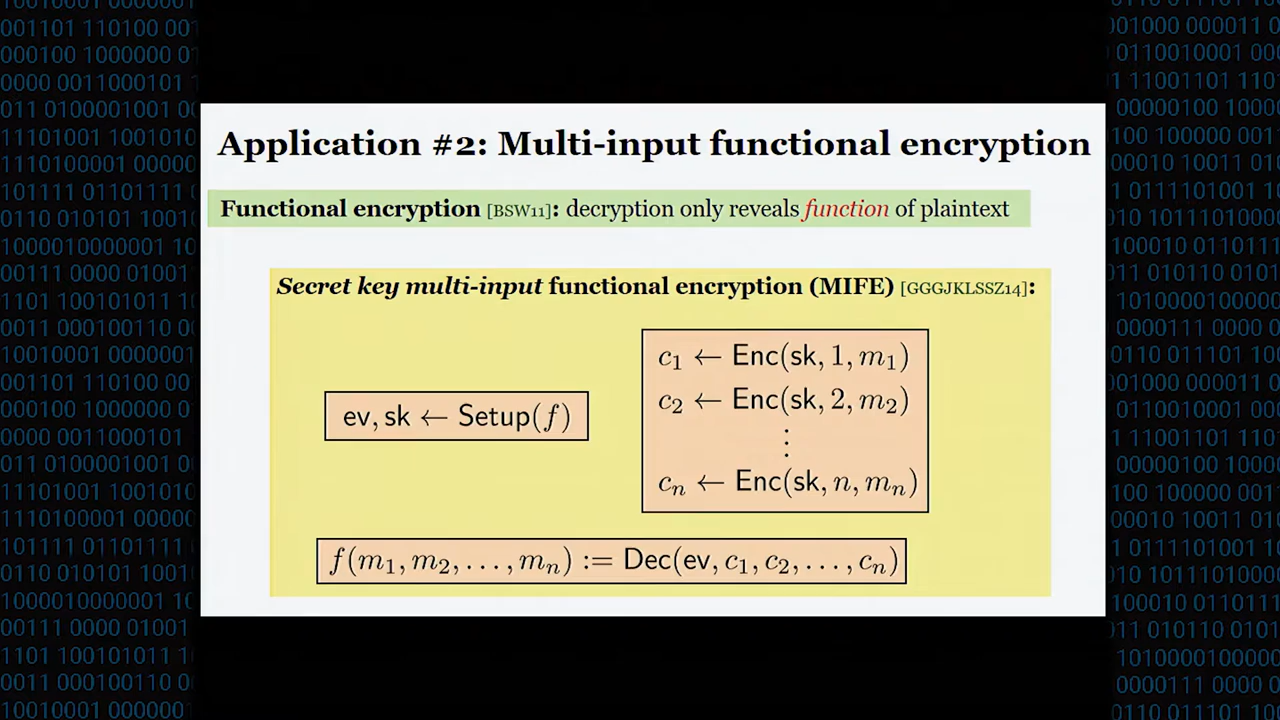 Application #2: Multi-input functional encryption
Functional encryption [BSW11]: decryption only reveals function of plaintext
Secret key multi-input functional encryption (MIFE) [GGGJKLSSZ14]:
ev, sk ← Setup(f)
c₁ ← Enc(sk, 1, m₁)
c₂ ← Enc(sk, 2, m₂)
⋮
cₙ ← Enc(sk, n, mₙ)
f(m₁, m₂, . . . , mₙ) := Dec(ev, c₁, c₂, . . . , cₙ)